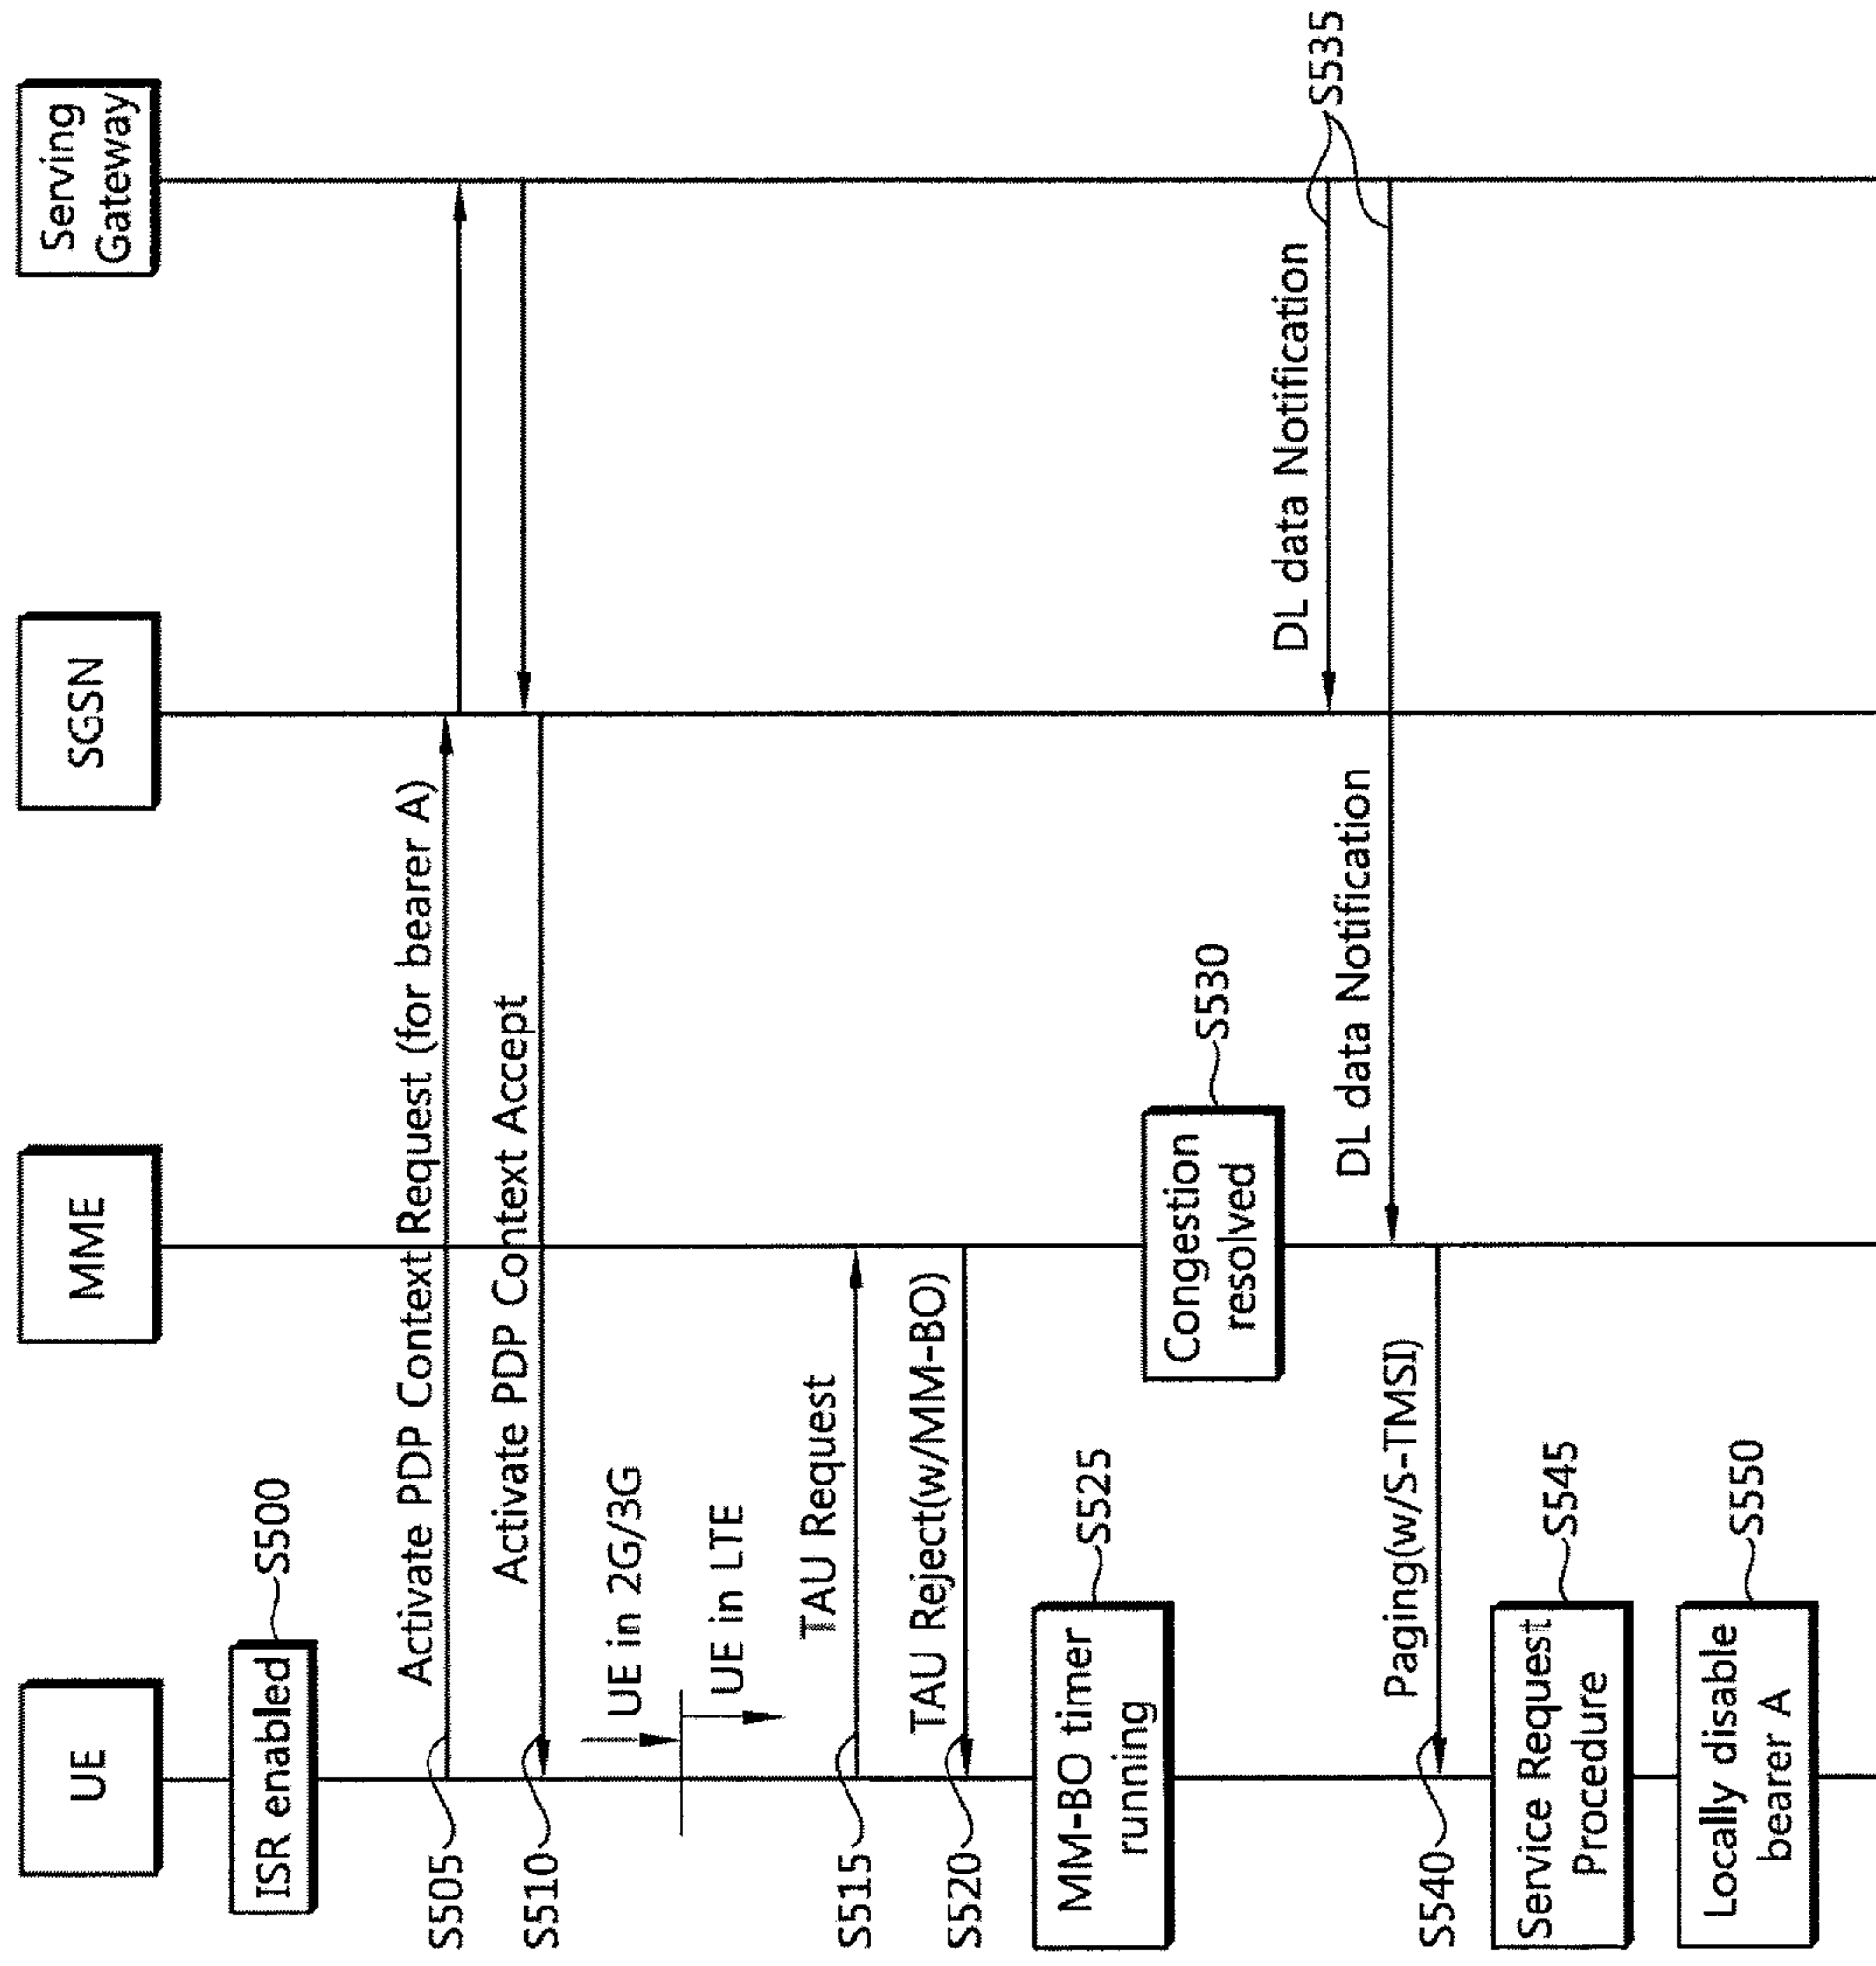 UE
MME
SGSN
Serving
Gateway
ISR enabled
S500
Activate PDP Context Request (for bearer A)
S505
Activate PDP Context Accept
S510
UE in 2G/3G
UE in LTE
TAU Request
S515
TAU Reject(w/MM-BO)
S520
MM-BO timer
running
S525
Congestion
resolved
S530
DL data Notification
S535
DL data Notification
Paging(w/S-TMSI)
S540
Service Request
Procedure
S545
Locally disable
bearer A
S550